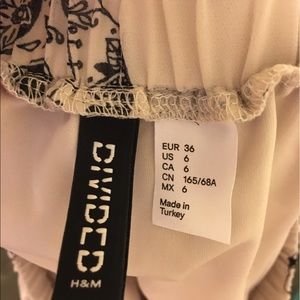 DIVIDED
H&M
EUR 36
US 6
CA 6
CN 165/68A
MX 6
Made in
Turkey